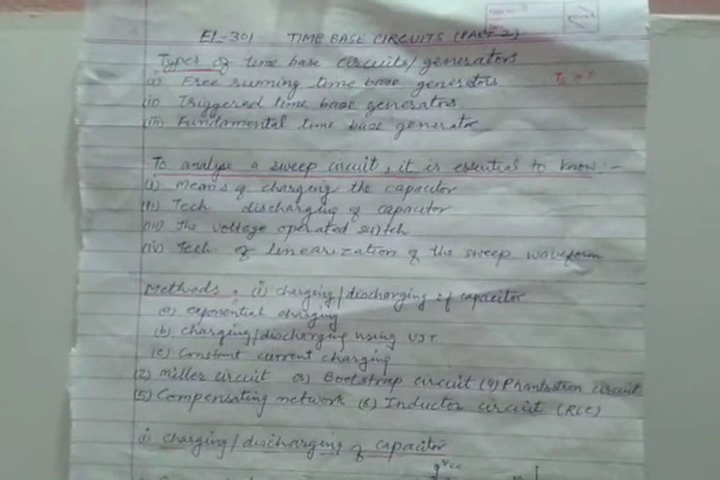 EL-301 TIME BASE CIRCUITS (PART-2)
Types of time base circuits/generators
(i) Free running time base generators T2 > T
(ii) Triggered time base generators.
(iii) Fundamental time base generator
To analyse a sweep circuit, it is essential to know:-
(i) Means of charging the capacitor
(ii) Tech discharging of capacitor
(iii) The voltage operated switch
(iv) Tech. of linearization of the sweep waveform
Methods: (i) charging/discharging of capacitor
(a) exponential charging
(b) charging/discharging using UJT
(c) Constant current charging
(2) Miller circuit (3) Bootstrap circuit (4) Phantastron circuit
(5) Compensating network (6) Inductor circuit (RLC)
(i) charging/discharging of capacitor